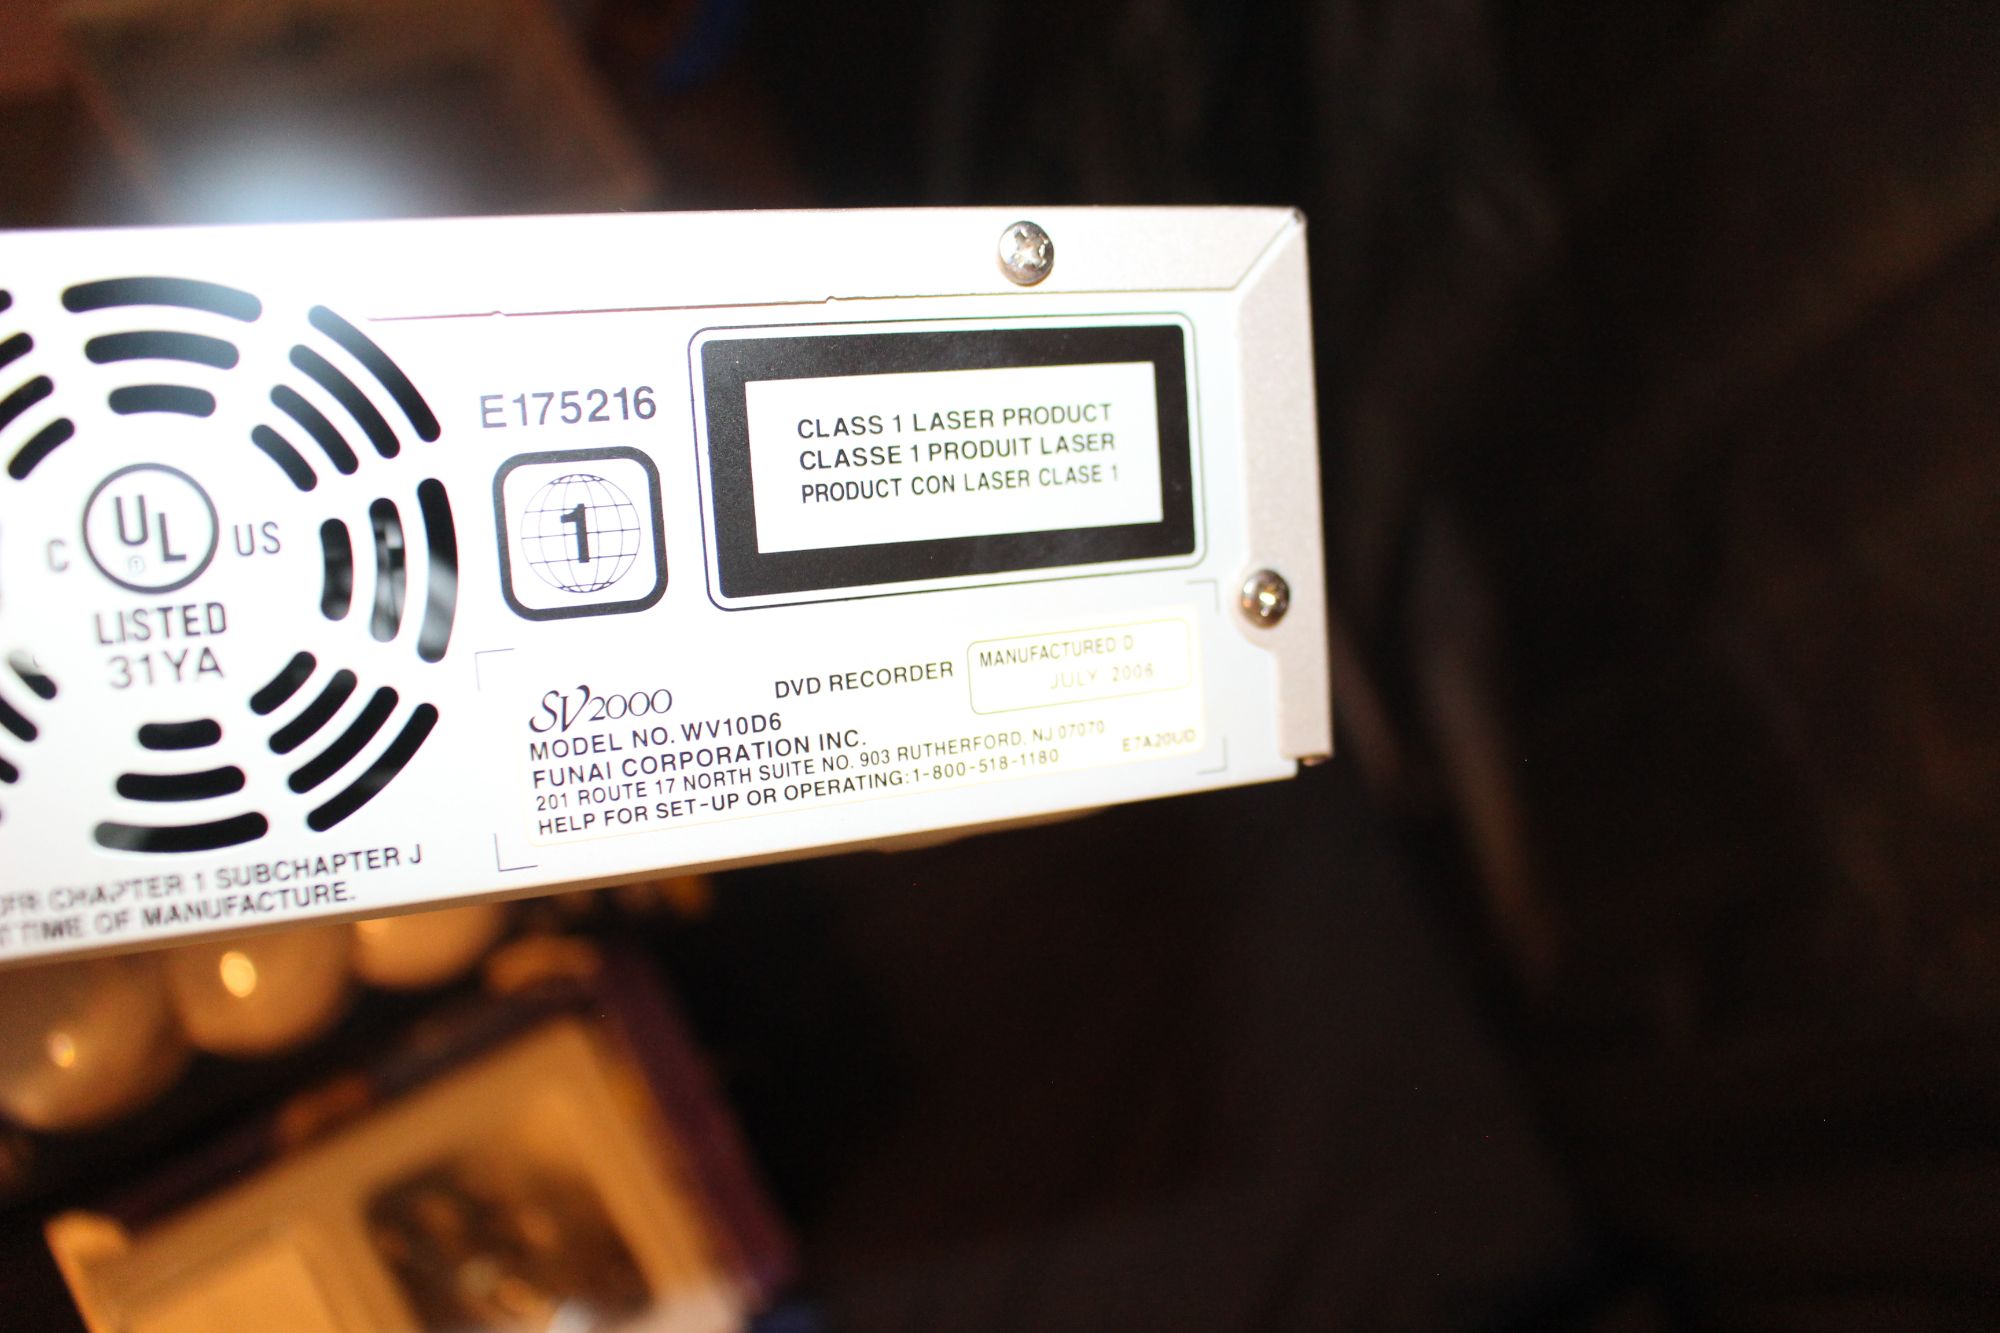 E175216
1
CLASS 1 LASER PRODUCT
CLASSE 1 PRODUIT LASER
PRODUCT CON LASER CLASE 1
C UL US
®
LISTED
31YA
SV2000
DVD RECORDER
MANUFACTURED D
JULY 2006
MODEL NO. WV10D6
FUNAI CORPORATION INC.
201 ROUTE 17 NORTH SUITE NO. 903 RUTHERFORD, NJ 07070
HELP FOR SET-UP OR OPERATING:1-800-518-1180
E7A20UD
CHAPTER 1 SUBCHAPTER J
TIME OF MANUFACTURE.